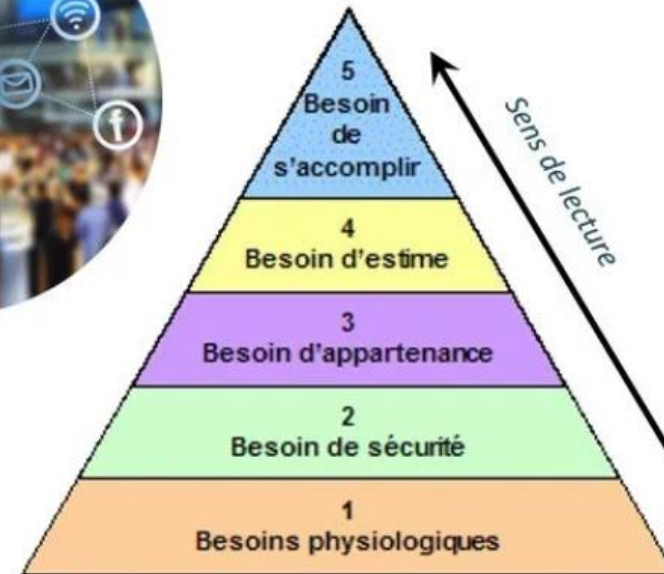 5
Besoin
de
s'accomplir
4
Besoin d'estime
3
Besoin d'appartenance
2
Besoin de sécurité
1
Besoins physiologiques
Sens de lecture
f